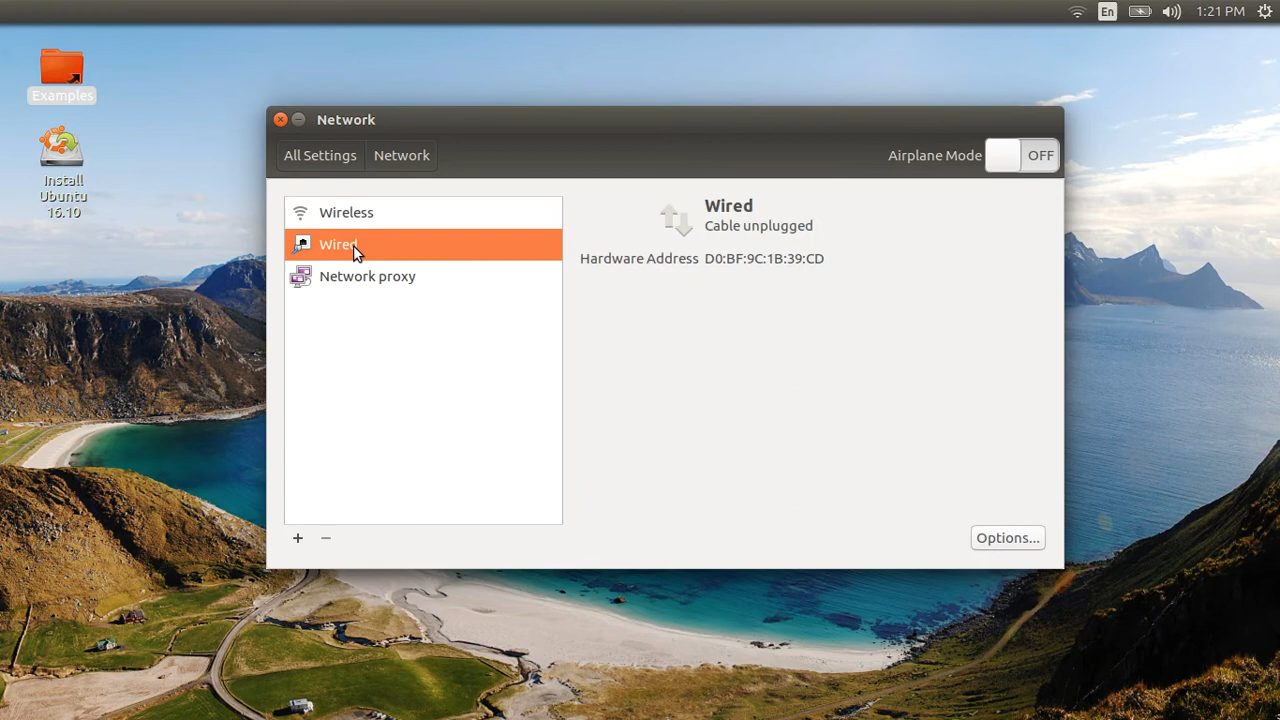 En 1:21 PM
Examples
Install
Ubuntu
16.10
Network
All Settings Network Airplane Mode OFF
Wireless
Wired
Network proxy
Wired
Cable unplugged
Hardware Address D0:BF:9C:1B:39:CD
+ −
Options...